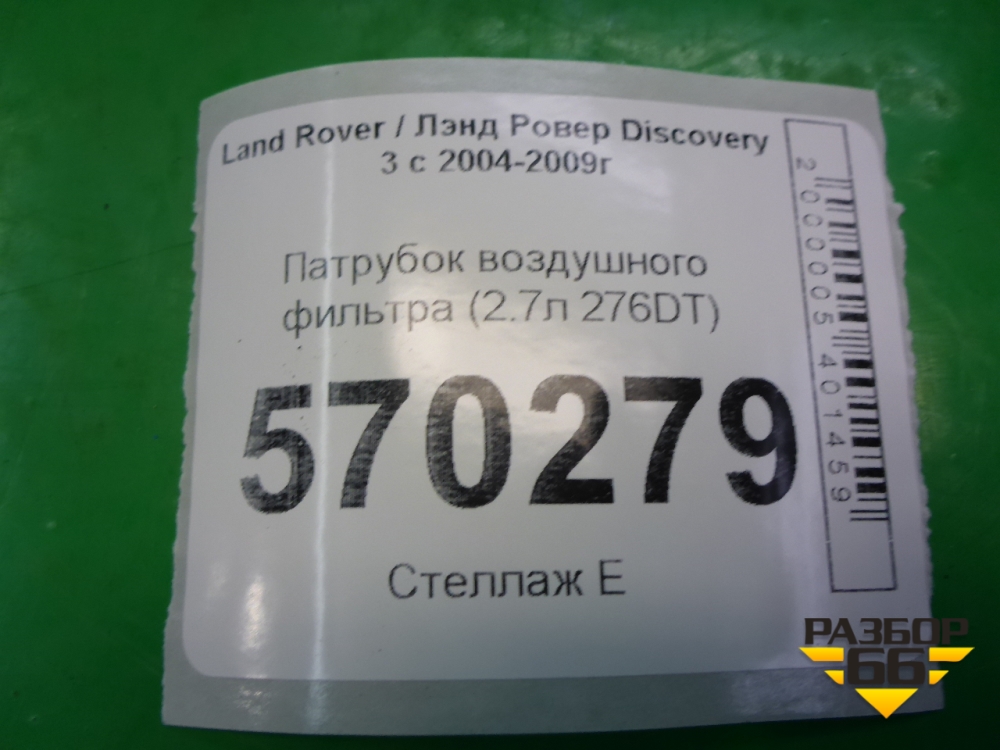 Land Rover / Лэнд Ровер Discovery
3 с 2004-2009г
Патрубок воздушного
фильтра (2.7л 276DT)
570279
Стеллаж Е
2000005401459
РАЗБОР
66